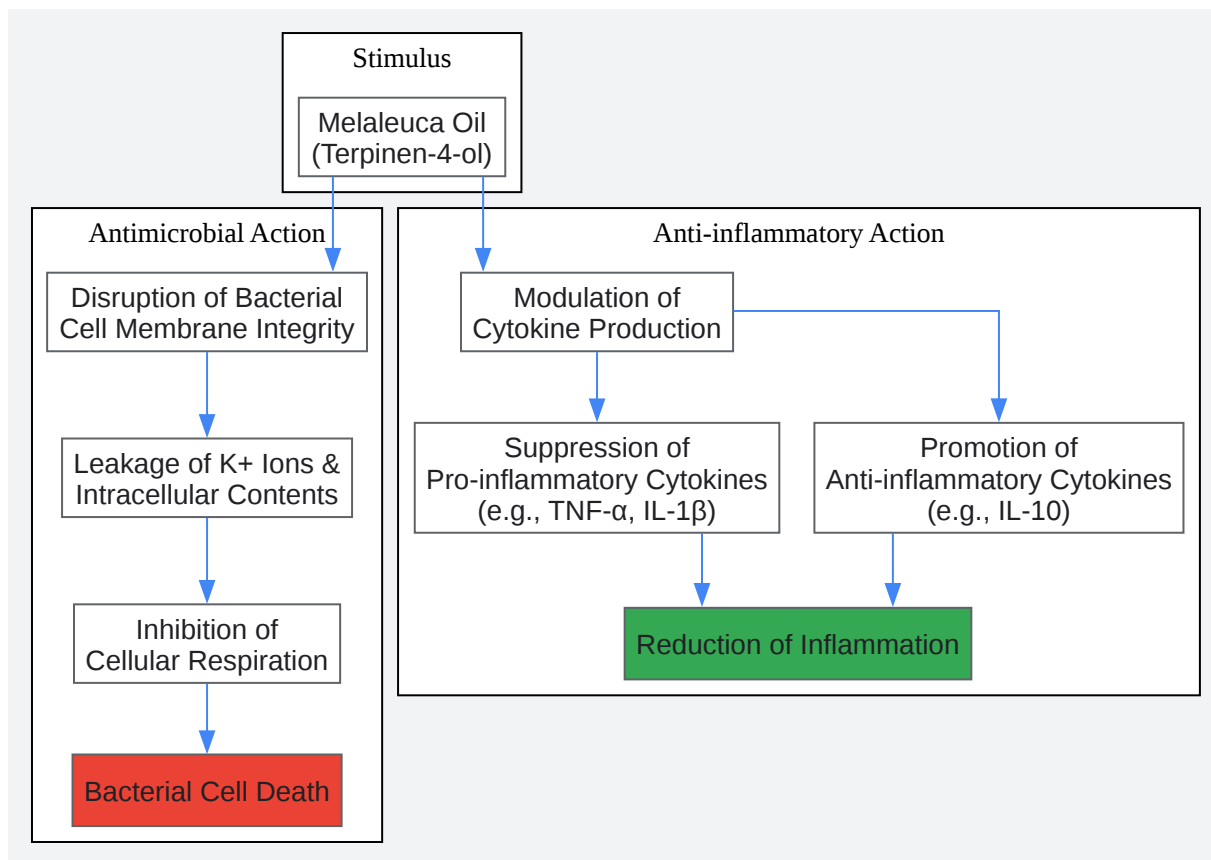 Stimulus
Melaleuca Oil
(Terpinen-4-ol)
Antimicrobial Action
Disruption of Bacterial
Cell Membrane Integrity
Leakage of K+ Ions &
Intracellular Contents
Inhibition of
Cellular Respiration
Bacterial Cell Death
Anti-inflammatory Action
Modulation of
Cytokine Production
Suppression of
Pro-inflammatory Cytokines
(e.g., TNF-α, IL-1β)
Promotion of
Anti-inflammatory Cytokines
(e.g., IL-10)
Reduction of Inflammation